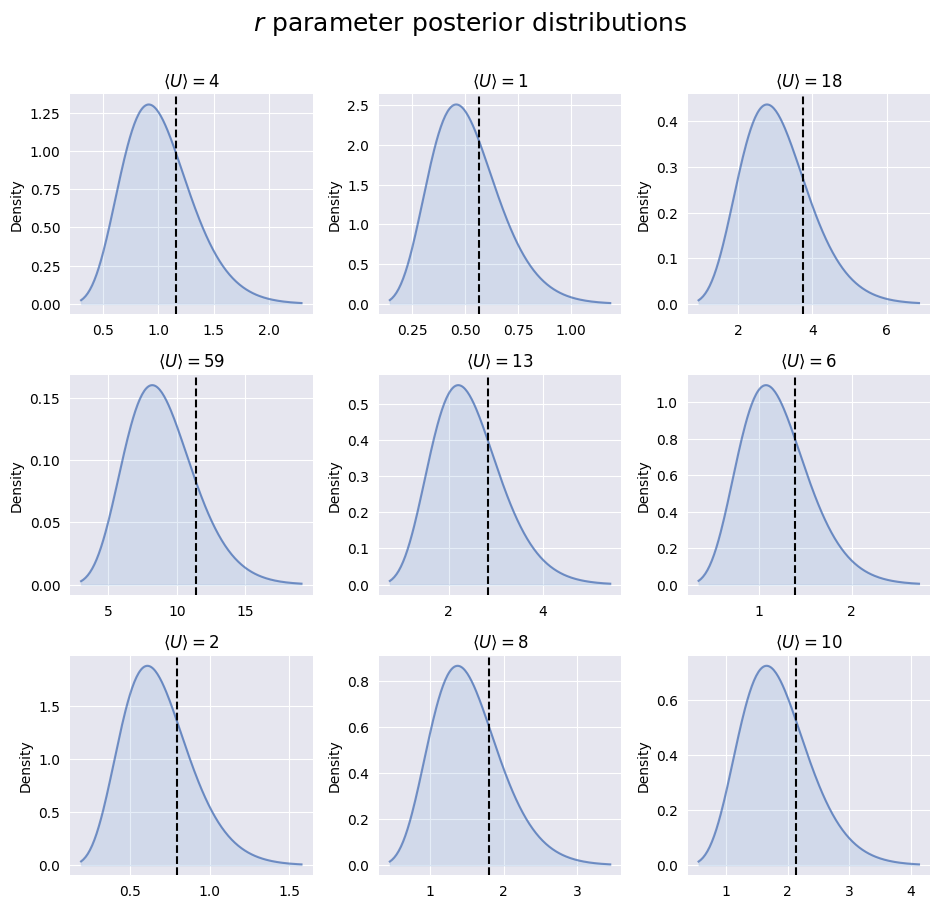 r parameter posterior distributions
⟨U⟩ = 4
⟨U⟩ = 1
⟨U⟩ = 18
Density
1.25
1.00
0.75
0.50
0.25
0.00
0.5 1.0 1.5 2.0
Density
2.5
2.0
1.5
1.0
0.5
0.0
0.25 0.50 0.75 1.00
Density
0.4
0.3
0.2
0.1
0.0
2 4 6
⟨U⟩ = 59
⟨U⟩ = 13
⟨U⟩ = 6
Density
0.15
0.10
0.05
0.00
5 10 15
Density
0.5
0.4
0.3
0.2
0.1
0.0
2 4
Density
1.0
0.8
0.6
0.4
0.2
0.0
1 2
⟨U⟩ = 2
⟨U⟩ = 8
⟨U⟩ = 10
Density
1.5
1.0
0.5
0.0
0.5 1.0 1.5
Density
0.8
0.6
0.4
0.2
0.0
1 2 3
Density
0.6
0.4
0.2
0.0
1 2 3 4